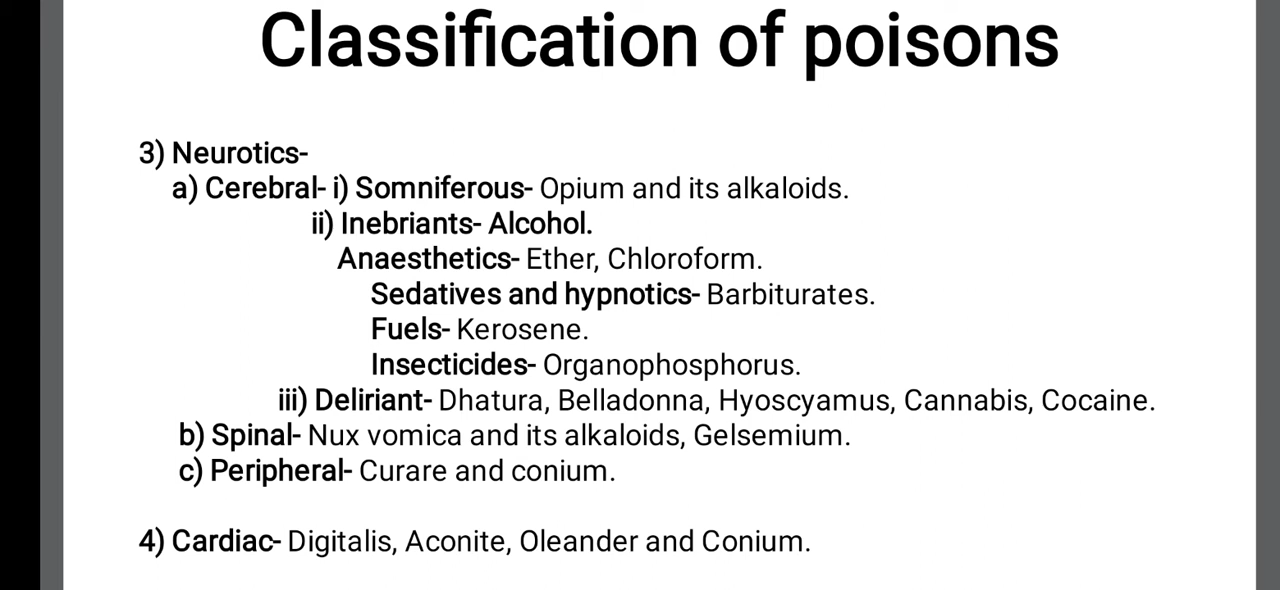 Classification of poisons
3) Neurotics-
a) Cerebral- i) Somniferous- Opium and its alkaloids.
ii) Inebriants- Alcohol.
Anaesthetics- Ether, Chloroform.
Sedatives and hypnotics- Barbiturates.
Fuels- Kerosene.
Insecticides- Organophosphorus.
iii) Deliriant- Dhatura, Belladonna, Hyoscyamus, Cannabis, Cocaine.
b) Spinal- Nux vomica and its alkaloids, Gelsemium.
c) Peripheral- Curare and conium.
4) Cardiac- Digitalis, Aconite, Oleander and Conium.